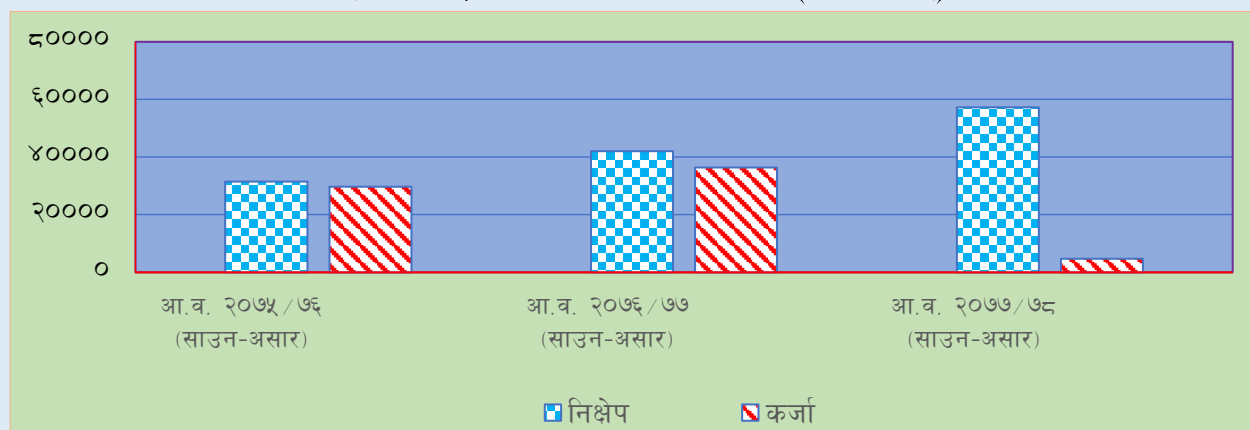 ८००००
६००००
४००००
२००००
०
आ.व. २०७५/७६
(साउन-असार)
आ.व. २०७६/७७
(साउन-असार)
आ.व. २०७७/७८
(साउन-असार)
निक्षेप
कर्जा